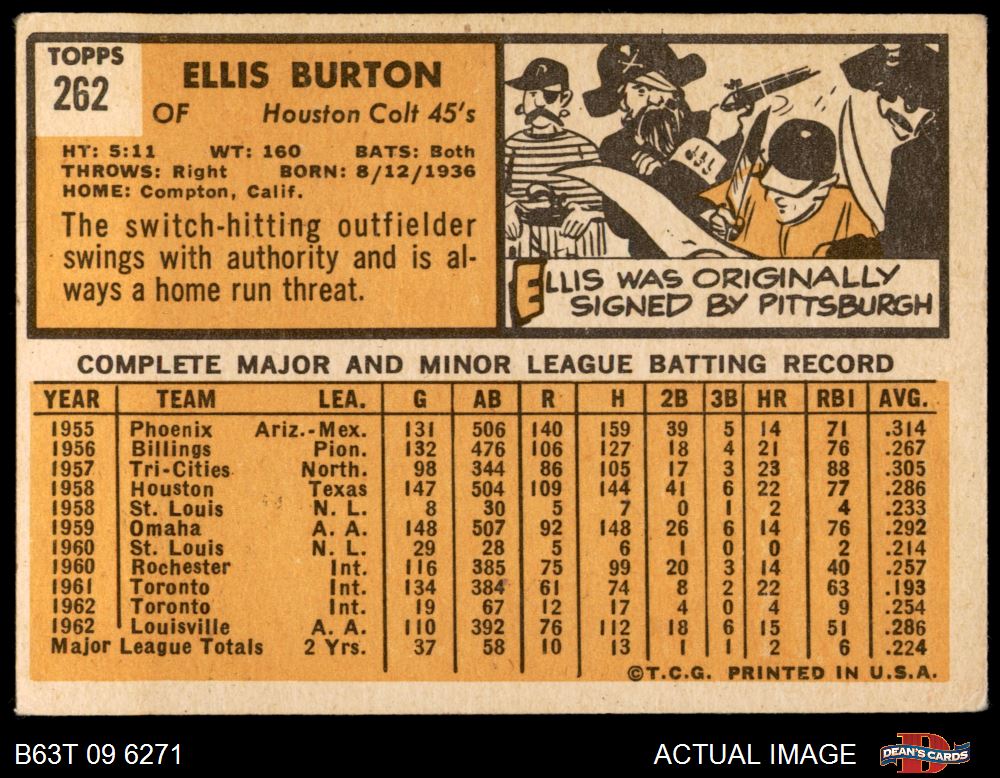 TOPPS
262
ELLIS BURTON
OF Houston Colt 45's
HT: 5:11 WT: 160 BATS: Both
THROWS: Right BORN: 8/12/1936
HOME: Compton, Calif.
The switch-hitting outfielder
swings with authority and is al-
ways a home run threat.
P
ELLIS WAS ORIGINALLY
SIGNED BY PITTSBURGH
COMPLETE MAJOR AND MINOR LEAGUE BATTING RECORD
YEAR TEAM LEA. G AB R H 2B 3B HR RBI AVG.
1955 Phoenix Ariz.-Mex. 131 506 140 159 39 5 14 71 .314
1956 Billings Pion. 132 476 106 127 18 4 21 76 .267
1957 Tri-Cities North. 98 344 86 105 17 3 23 88 .305
1958 Houston Texas 147 504 109 144 41 6 22 77 .286
1958 St. Louis N. L. 8 30 5 7 0 1 2 4 .233
1959 Omaha A. A. 148 507 92 148 26 6 14 76 .292
1960 St. Louis N. L. 29 28 5 6 1 0 0 2 .214
1960 Rochester Int. 116 385 75 99 20 3 14 40 .257
1961 Toronto Int. 134 384 61 74 8 2 22 63 .193
1962 Toronto Int. 19 67 12 17 4 0 4 9 .254
1962 Louisville A. A. 110 392 76 112 18 6 15 51 .286
Major League Totals 2 Yrs. 37 58 10 13 1 1 2 6 .224
©T.C.G. PRINTED IN U.S.A.
B63T 09 6271 ACTUAL IMAGE DEAN'S CARDS